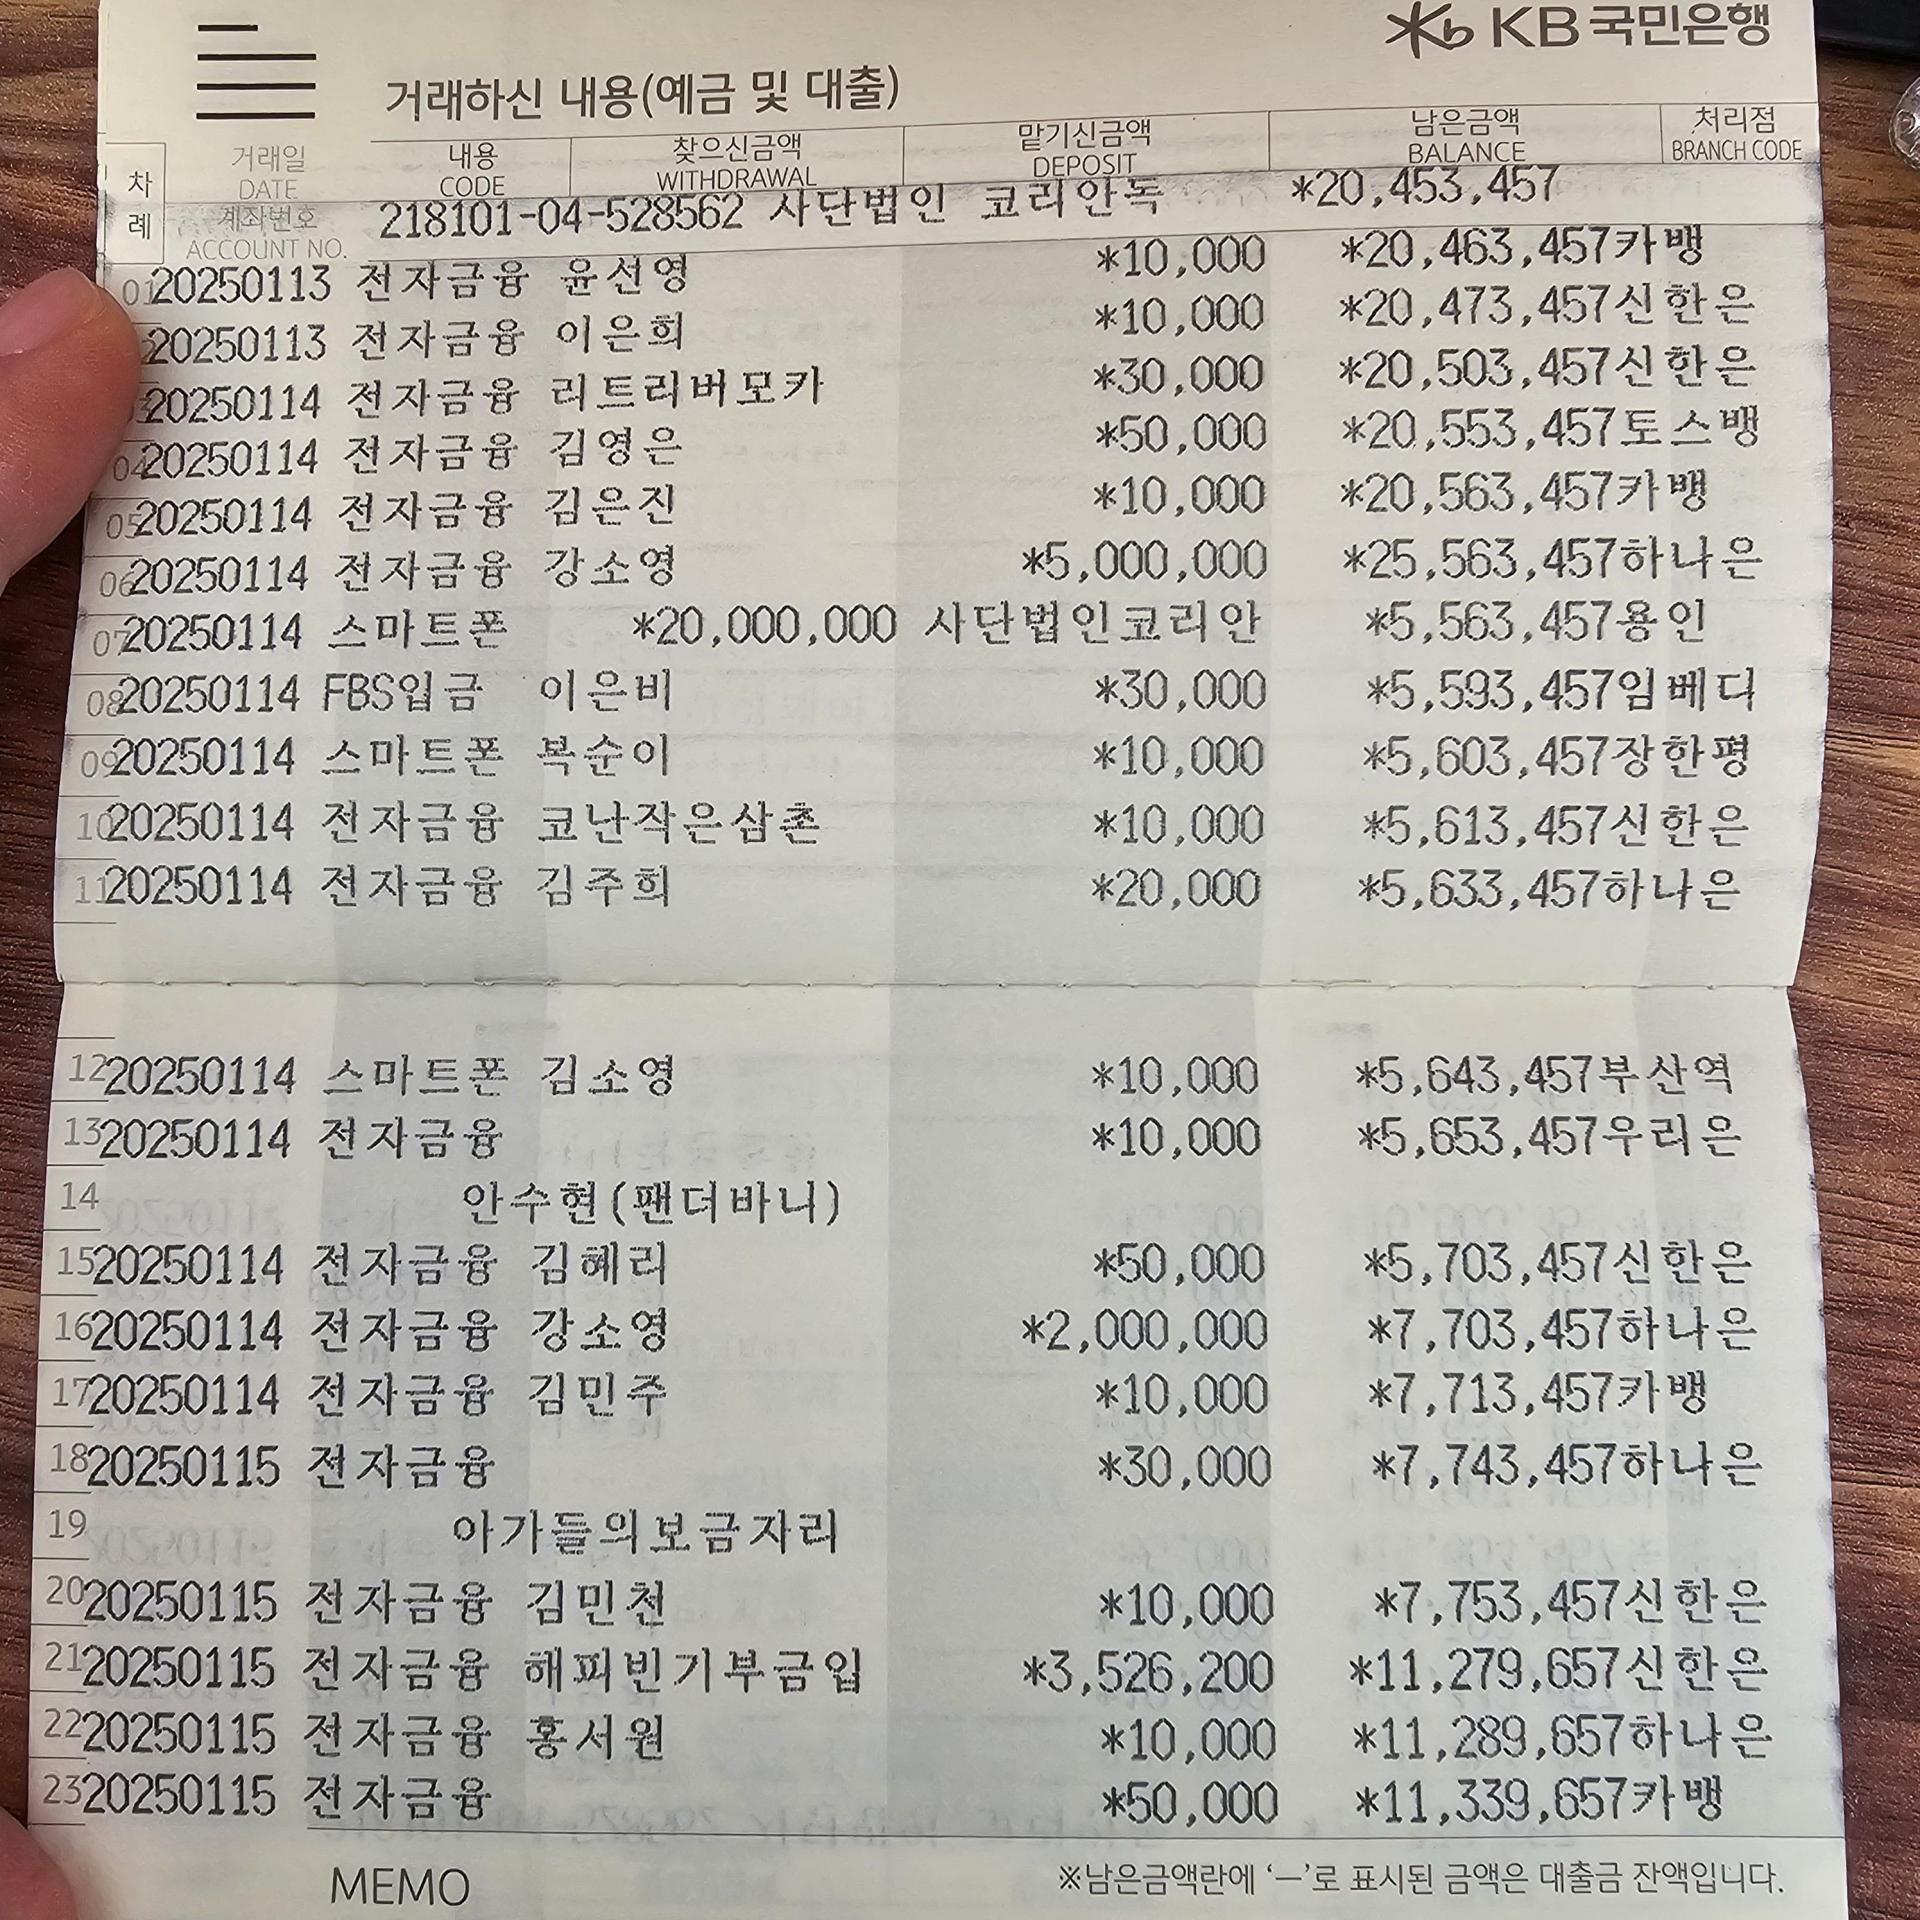 KB 국민은행
거래하신 내용(예금 및 대출)
차례 거래일 DATE 내용 CODE 찾으신금액 WITHDRAWAL 맡기신금액 DEPOSIT 남은금액 BALANCE 처리점 BRANCH CODE
계좌번호 ACCOUNT NO. 218101-04-528562 사단법인 코리안독 *20,453,457
01 20250113 전자금융 윤선영 *10,000 *20,463,457카뱅
20250113 전자금융 이은희 *10,000 *20,473,457신한은
20250114 전자금융 리트리버모카 *30,000 *20,503,457신한은
04 20250114 전자금융 김영은 *50,000 *20,553,457토스뱅
05 20250114 전자금융 김은진 *10,000 *20,563,457카뱅
06 20250114 전자금융 강소영 *5,000,000 *25,563,457하나은
07 20250114 스마트폰 *20,000,000 사단법인코리안 *5,563,457용인
08 20250114 FBS입금 이은비 *30,000 *5,593,457임베디
09 20250114 스마트폰 복순이 *10,000 *5,603,457장한평
10 20250114 전자금융 코난작은삼촌 *10,000 *5,613,457신한은
11 20250114 전자금융 김주희 *20,000 *5,633,457하나은
12 20250114 스마트폰 김소영 *10,000 *5,643,457부산역
13 20250114 전자금융 *10,000 *5,653,457우리은
14 안수현(팬더바니)
15 20250114 전자금융 김혜리 *50,000 *5,703,457신한은
16 20250114 전자금융 강소영 *2,000,000 *7,703,457하나은
17 20250114 전자금융 김민주 *10,000 *7,713,457카뱅
18 20250115 전자금융 *30,000 *7,743,457하나은
19 아가들의보금자리
20 20250115 전자금융 김민천 *10,000 *7,753,457신한은
21 20250115 전자금융 해피빈기부금입 *3,526,200 *11,279,657신한은
22 20250115 전자금융 홍서원 *10,000 *11,289,657하나은
23 20250115 전자금융 *50,000 *11,339,657카뱅
MEMO ※남은금액란에 ‘－’로 표시된 금액은 대출금 잔액입니다.